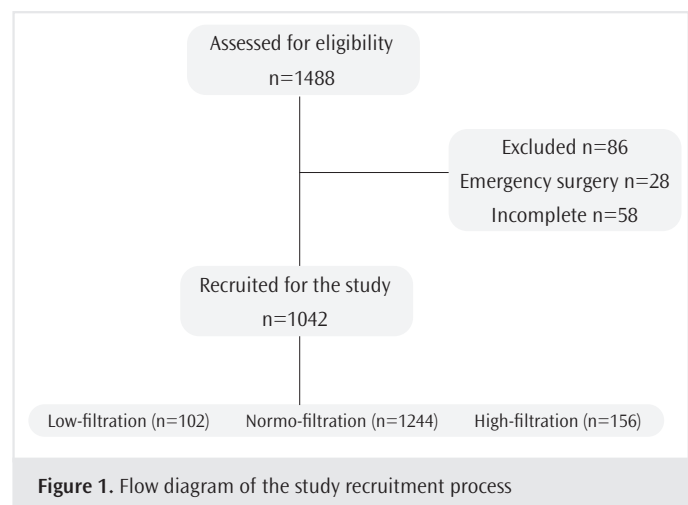 Assessed for eligibility
n=1488
Excluded n=86
Emergency surgery n=28
Incomplete n=58
Recruited for the study
n=1042
Low-filtration (n=102) Normo-filtration (n=1244) High-filtration (n=156)
Figure 1. Flow diagram of the study recruitment process